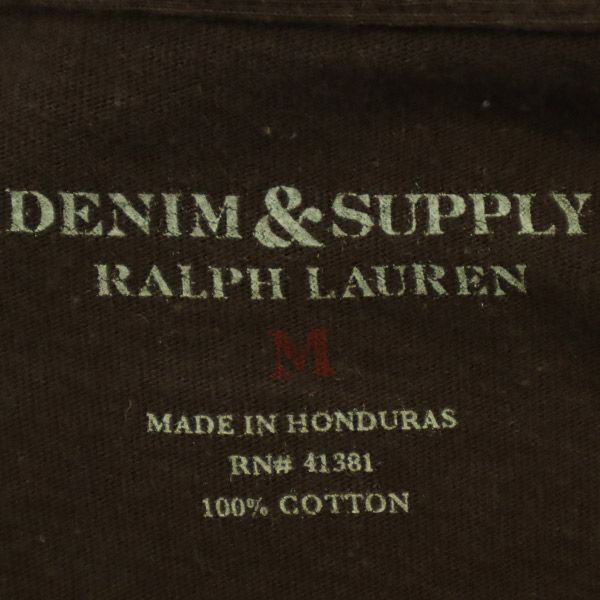 DENIM & SUPPLY
RALPH LAUREN
M
MADE IN HONDURAS
RN# 41381
100% COTTON